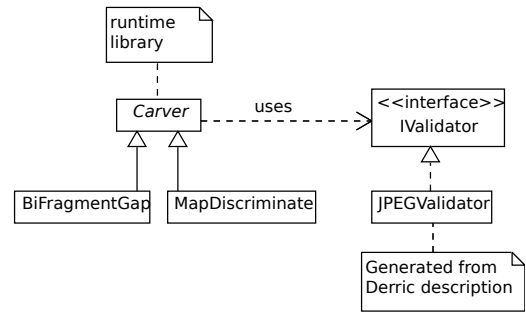 runtime
library
Carver
uses
<<interface>>
IValidator
BiFragmentGap
MapDiscriminate
JPEGValidator
Generated from
Derric description